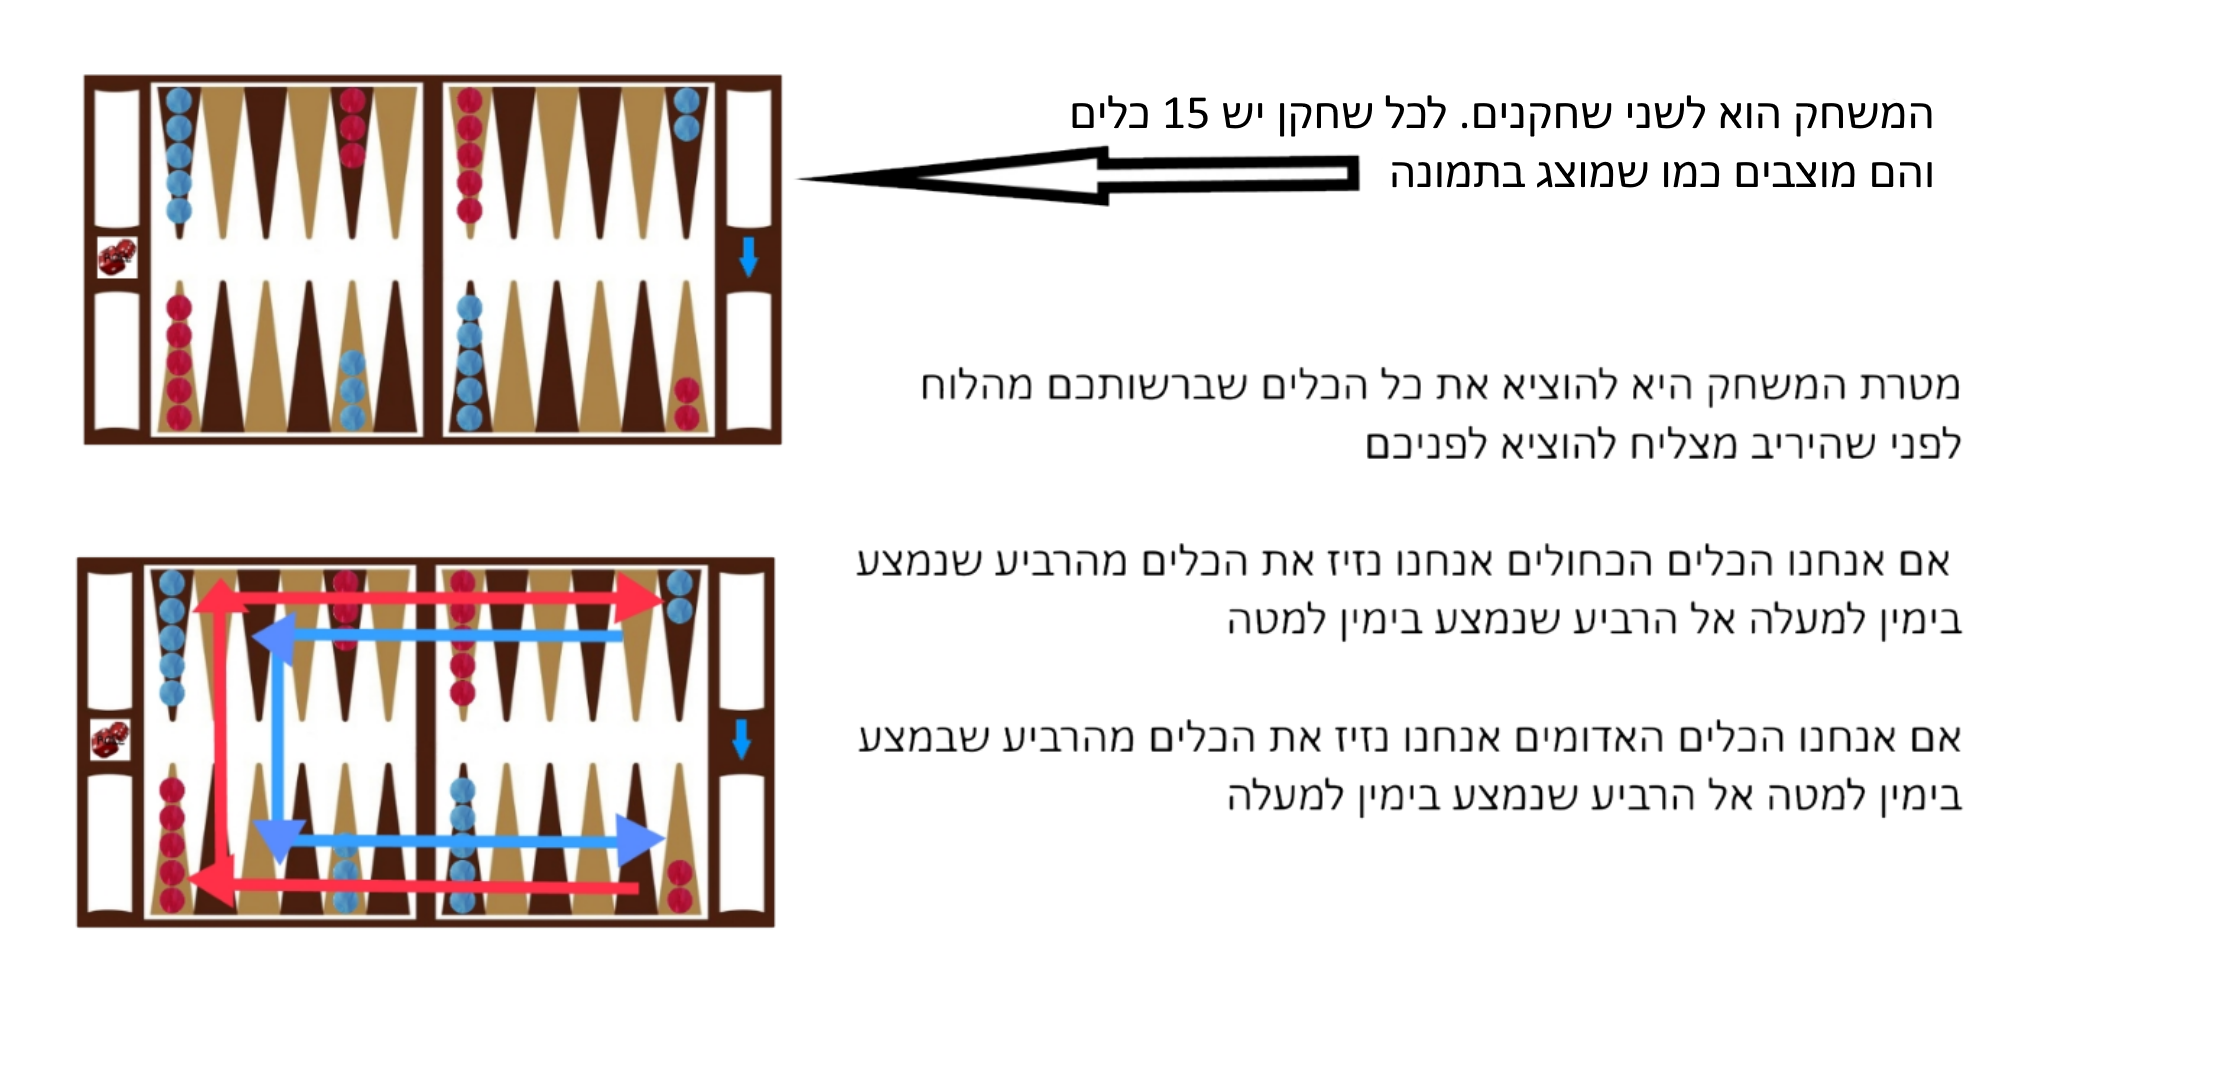 המשחק הוא לשני שחקנים. לכל שחקן יש 15 כלים
והם מוצבים כמו שמוצג בתמונה
מטרת המשחק היא להוציא את כל הכלים שברשותכם מהלוח
לפני שהיריב מצליח להוציא לפניכם
אם אנחנו הכלים הכחולים אנחנו נזיז את הכלים מהרביע שנמצע
בימין למעלה אל הרביע שנמצע בימין למטה
אם אנחנו הכלים האדומים אנחנו נזיז את הכלים מהרביע שבמצע
בימין למטה אל הרביע שנמצע בימין למעלה